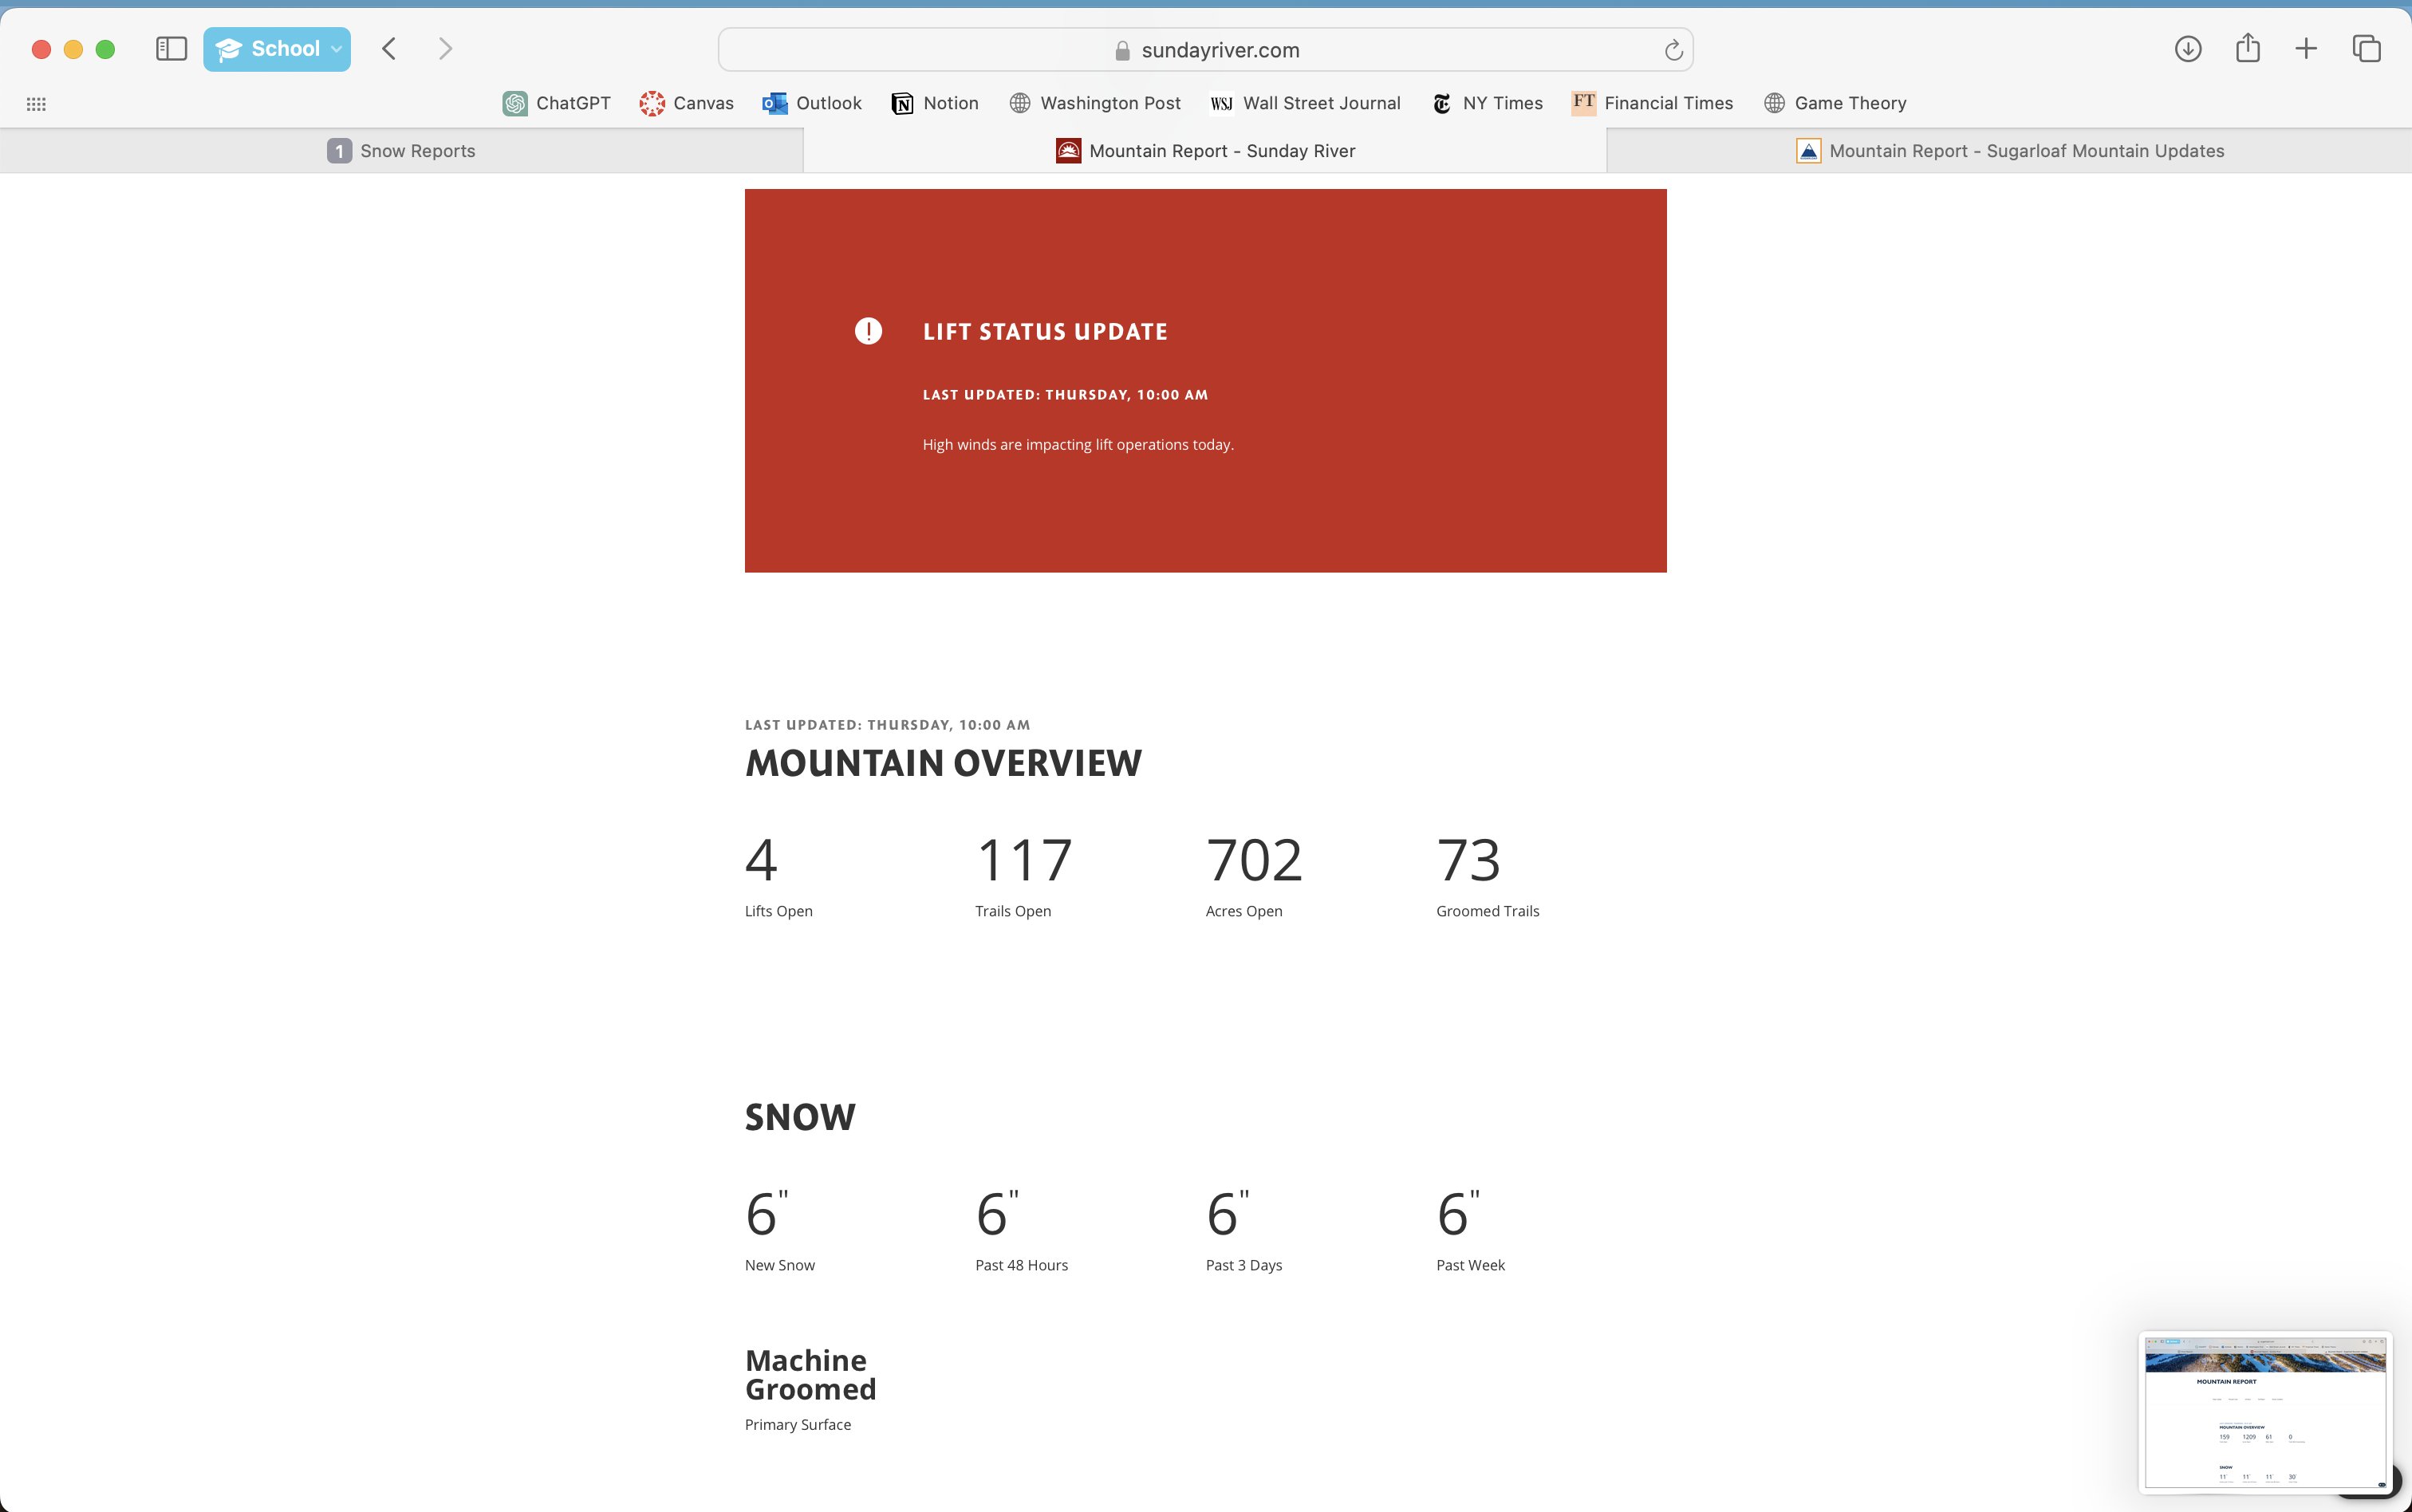 School
sundayriver.com
ChatGPT Canvas Outlook Notion Washington Post WSJ Wall Street Journal NY Times FT Financial Times Game Theory
1 Snow Reports Mountain Report - Sunday River Mountain Report - Sugarloaf Mountain Updates
LIFT STATUS UPDATE
LAST UPDATED: THURSDAY, 10:00 AM
High winds are impacting lift operations today.
LAST UPDATED: THURSDAY, 10:00 AM
MOUNTAIN OVERVIEW
4 117 702 73
Lifts Open Trails Open Acres Open Groomed Trails
SNOW
6" 6" 6" 6"
New Snow Past 48 Hours Past 3 Days Past Week
Machine
Groomed
Primary Surface
MOUNTAIN REPORT
MOUNTAIN OVERVIEW
159 1209 61 0
SNOW
11" 11" 11" 30"